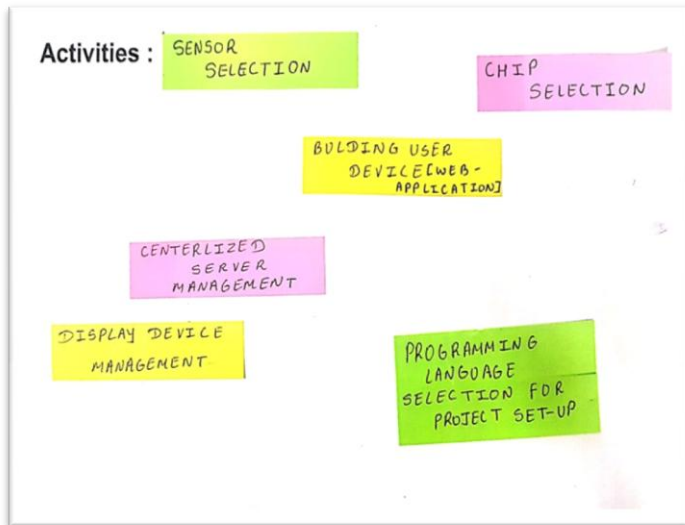 Activities :
SENSOR
SELECTION
CHIP
SELECTION
BULDING USER
DEVICE[WEB-
APPLICATION]
CENTERLIZED
SERVER
MANAGEMENT
DISPLAY DEVICE
MANAGEMENT
PROGRAMMING
LANGUAGE
SELECTION FOR
PROJECT SET-UP